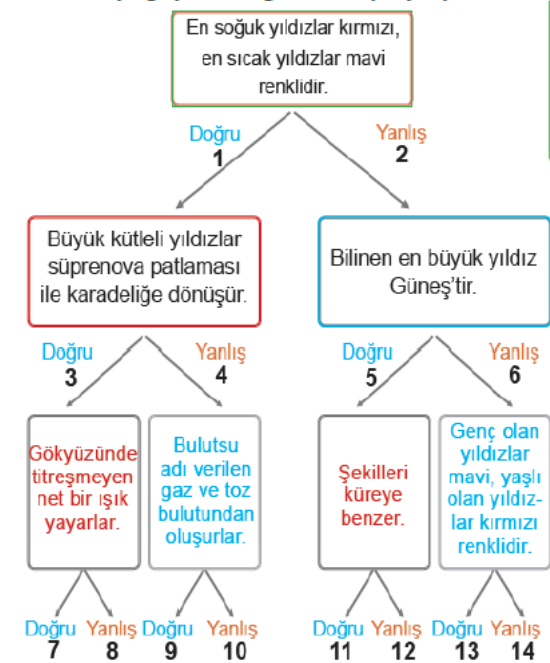 En soğuk yıldızlar kırmızı,
en sıcak yıldızlar mavi
renklidir.
Doğru
1
Yanlış
2
Büyük kütleli yıldızlar
süprenova patlaması
ile karadeliğe dönüşür.
Bilinen en büyük yıldız
Güneş'tir.
Doğru
3
Yanlış
4
Doğru
5
Yanlış
6
Gökyüzünde
titreşmeyen
net bir ışık
yayarlar.
Bulutsu
adı verilen
gaz ve toz
bulutundan
oluşurlar.
Şekilleri
küreye
benzer.
Genç olan
yıldızlar
mavi, yaşlı
olan yıldız-
lar kırmızı
renklidir.
Doğru
7
Yanlış
8
Doğru
9
Yanlış
10
Doğru
11
Yanlış
12
Doğru
13
Yanlış
14